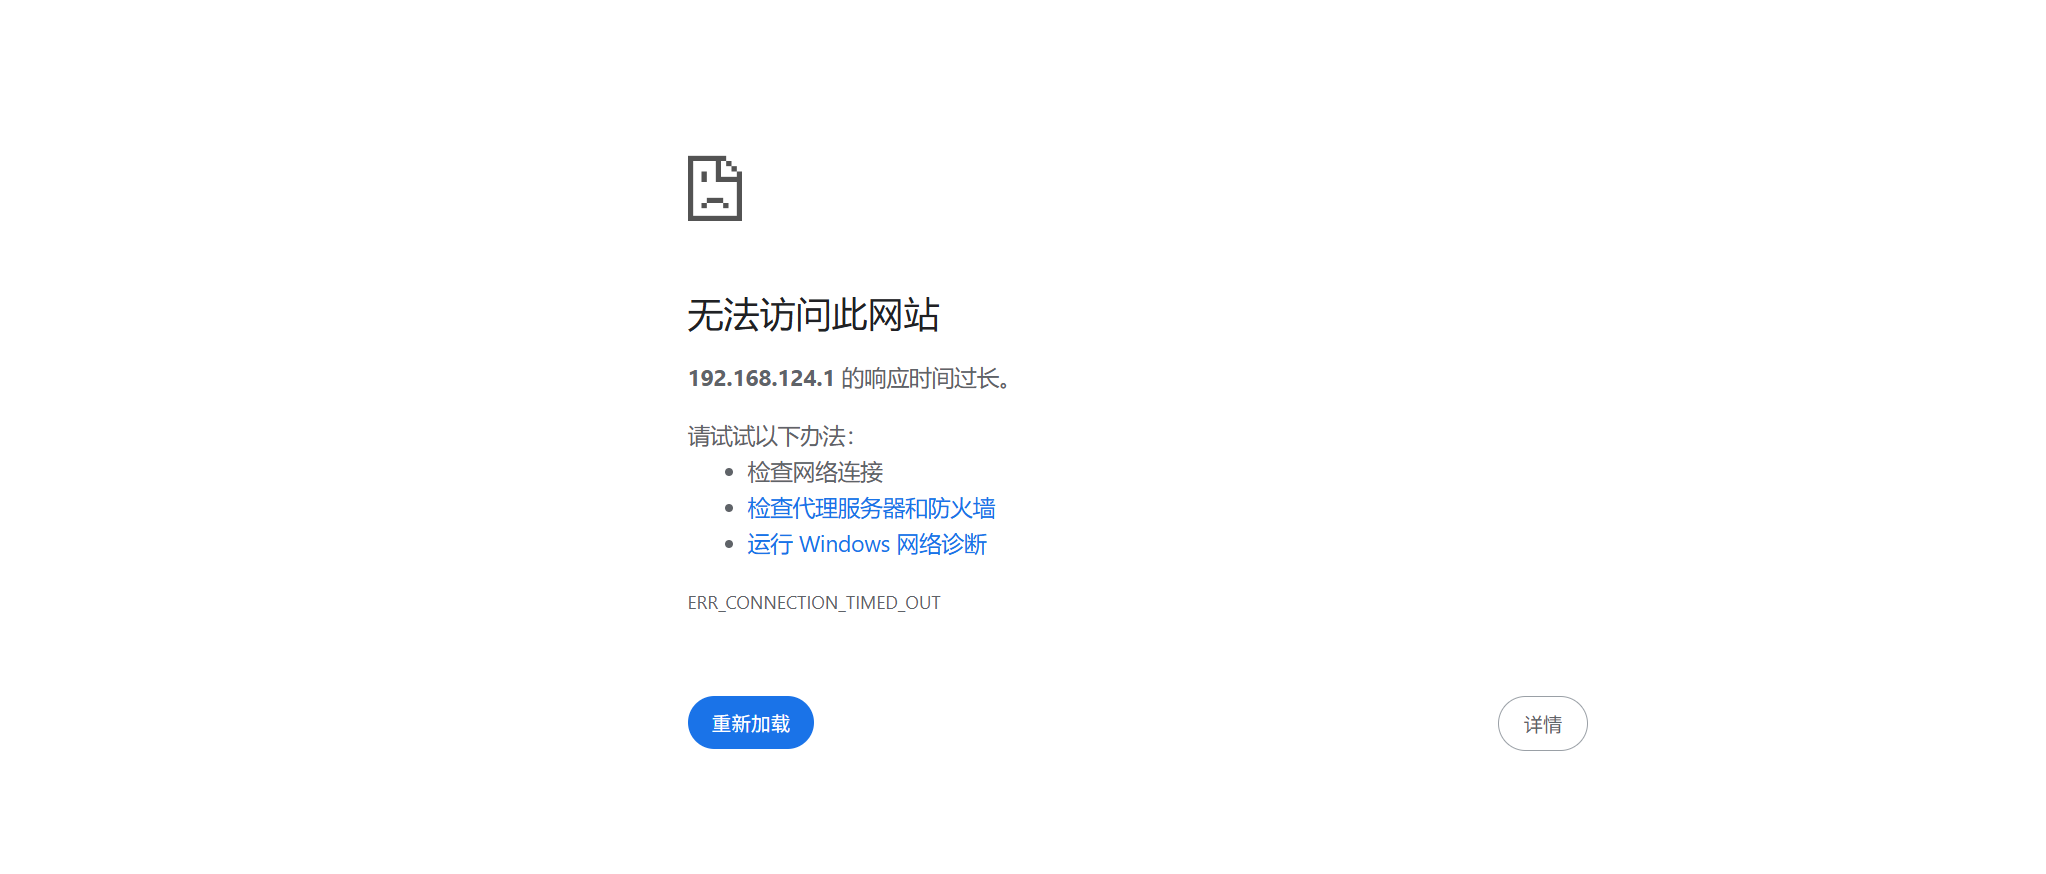 无法访问此网站
192.168.124.1 的响应时间过长。
请试试以下办法：
检查网络连接
检查代理服务器和防火墙
运行 Windows 网络诊断
ERR_CONNECTION_TIMED_OUT
重新加载
详情